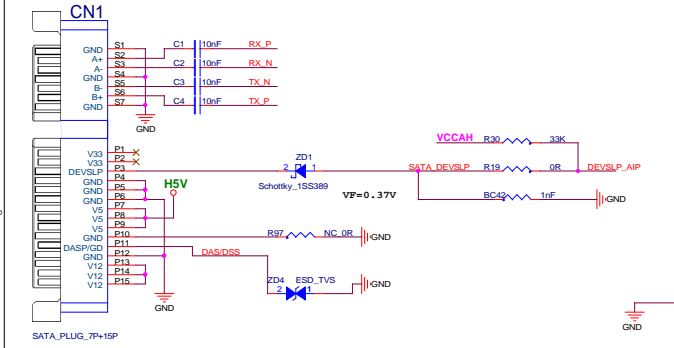 CN1
GND S1 C1 10nF RX_P
A+ S2
A- S3 C2 10nF RX_N
GND S4
B- S5 C3 10nF TX_N
B+ S6
GND S7 C4 10nF TX_P
GND
VCCAH R30 33K
V33 P1
V33 P2
DEVSLP P3 2 ZD1 1 SATA_DEVSLP R19 0R DEVSLP_AIP
GND P4
H5V
Schottky_1SS389
GND P5
VF=0.37V
GND P6
BC42 1nF GND
V5 P7
V5 P8
V5 P9
GND P10 R97 NC_0R GND
DASP/GD P11 DAS/DSS
GND P12
V12 P13
V12 P14
ZD4 ESD_TVS GND
V12 P15
2 1
GND
GND
SATA_PLUG_7P+15P